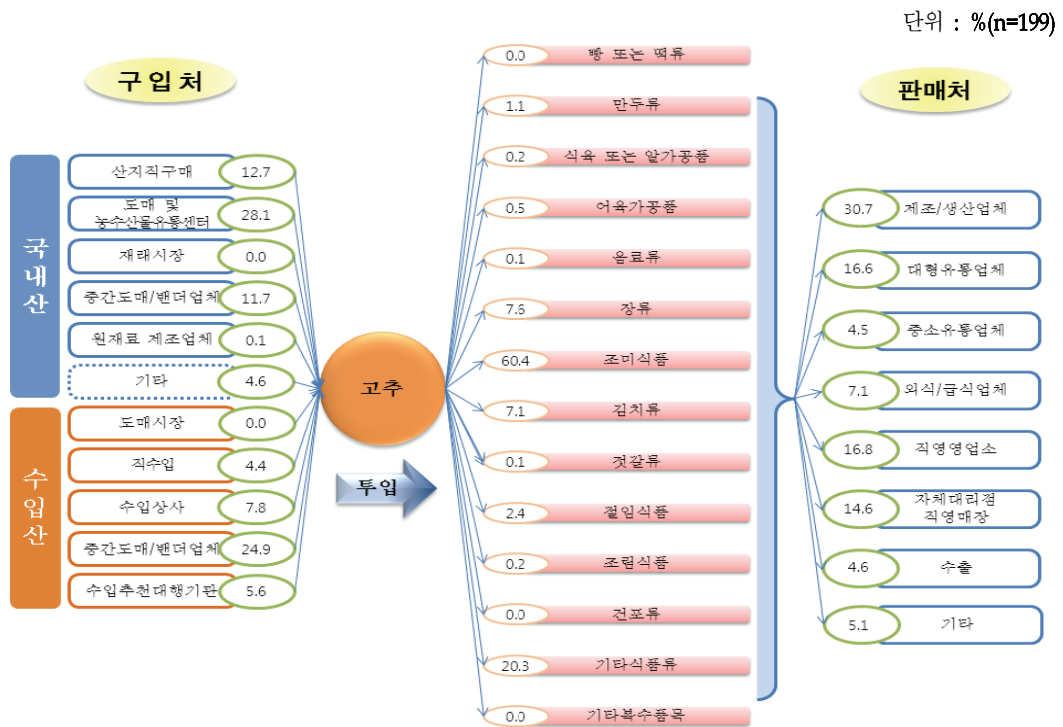 단위 : %(n=199)
구입처
판매처
국내산
산지직구매 12.7
도매 및
농수산물유통센터 28.1
재래시장 0.0
중간도매/밴더업체 11.7
원재료 제조업체 0.1
기타 4.6
수입산
도매시장 0.0
직수입 4.4
수입상사 7.8
중간도매/밴더업체 24.9
수입추천대행기관 5.6
고추
투입
0.0 빵 또는 떡류
1.1 만두류
0.2 식육 또는 알가공품
0.5 어육가공품
0.1 음료류
7.6 장류
60.4 조미식품
7.1 김치류
0.1 젓갈류
2.4 절임식품
0.2 조림식품
0.0 건포류
20.3 기타식품류
0.0 기타복수품목
30.7 제조/생산업체
16.6 대형유통업체
4.5 중소유통업체
7.1 외식/급식업체
16.8 직영영업소
14.6 자체대리점
직영매장
4.6 수출
5.1 기타